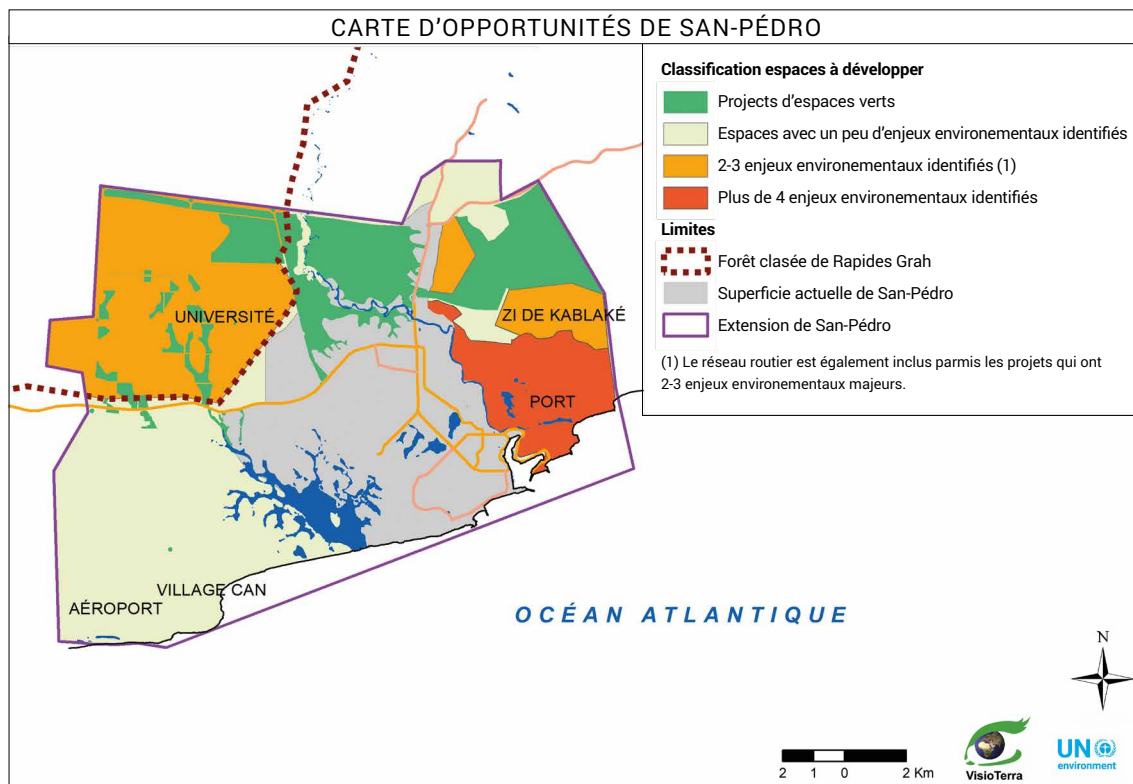 CARTE D'OPPORTUNITÉS DE SAN-PÉDRO
Classification espaces à développer
Projects d'espaces verts
Espaces avec un peu d'enjeux environementaux identifiés
2-3 enjeux environementaux identifiés (1)
Plus de 4 enjeux environementaux identifiés
Limites
Forêt clasée de Rapides Grah
Superficie actuelle de San-Pédro
Extension de San-Pédro
(1) Le réseau routier est également inclus parmis les projets qui ont
2-3 enjeux environementaux majeurs.
UNIVERSITÉ
ZI DE KABLAKÉ
PORT
VILLAGE CAN
AÉROPORT
OCÉAN ATLANTIQUE
N
2 1 0 2 Km
VisioTerra
UN
environment